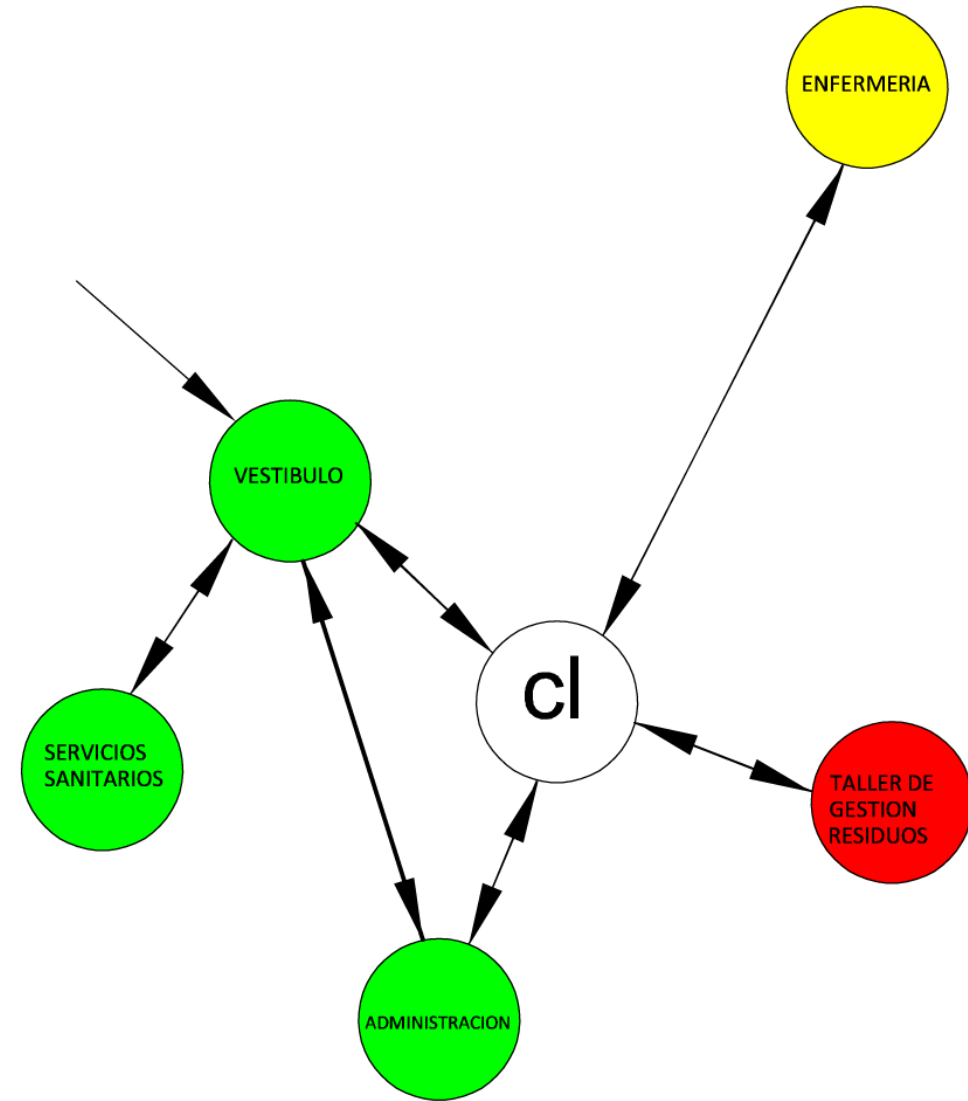 ENFERMERIA
VESTIBULO
cl
SERVICIOS
SANITARIOS
TALLER DE
GESTION
RESIDUOS
ADMINISTRACION